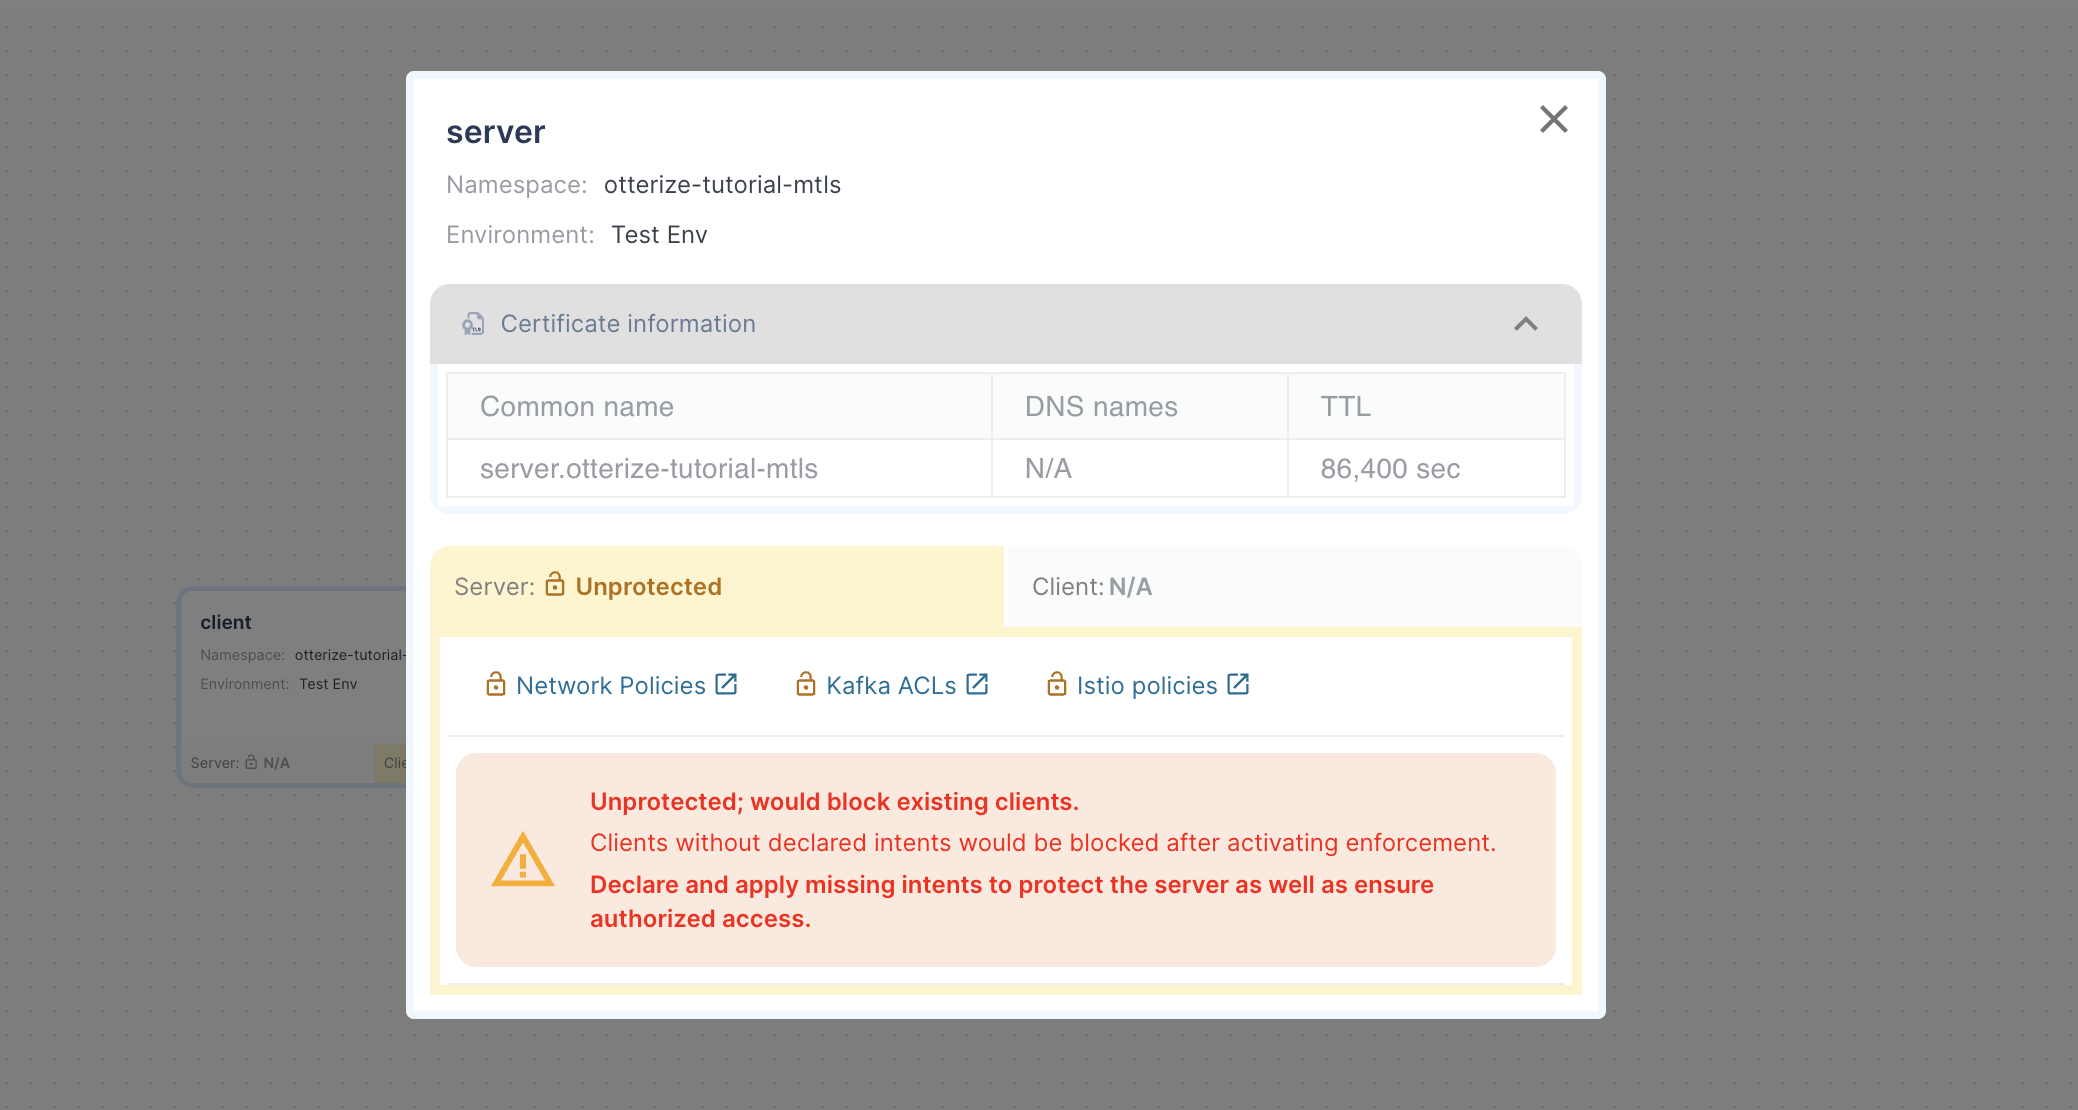 server
Namespace: otterize-tutorial-mtls
Environment: Test Env
Certificate information
Common name DNS names TTL
server.otterize-tutorial-mtls N/A 86,400 sec
Server: Unprotected Client: N/A
Network Policies Kafka ACLs Istio policies
Unprotected; would block existing clients.
Clients without declared intents would be blocked after activating enforcement.
Declare and apply missing intents to protect the server as well as ensure
authorized access.
client
Namespace: otterize-tutorial-
Environment: Test Env
Server: N/A Clie